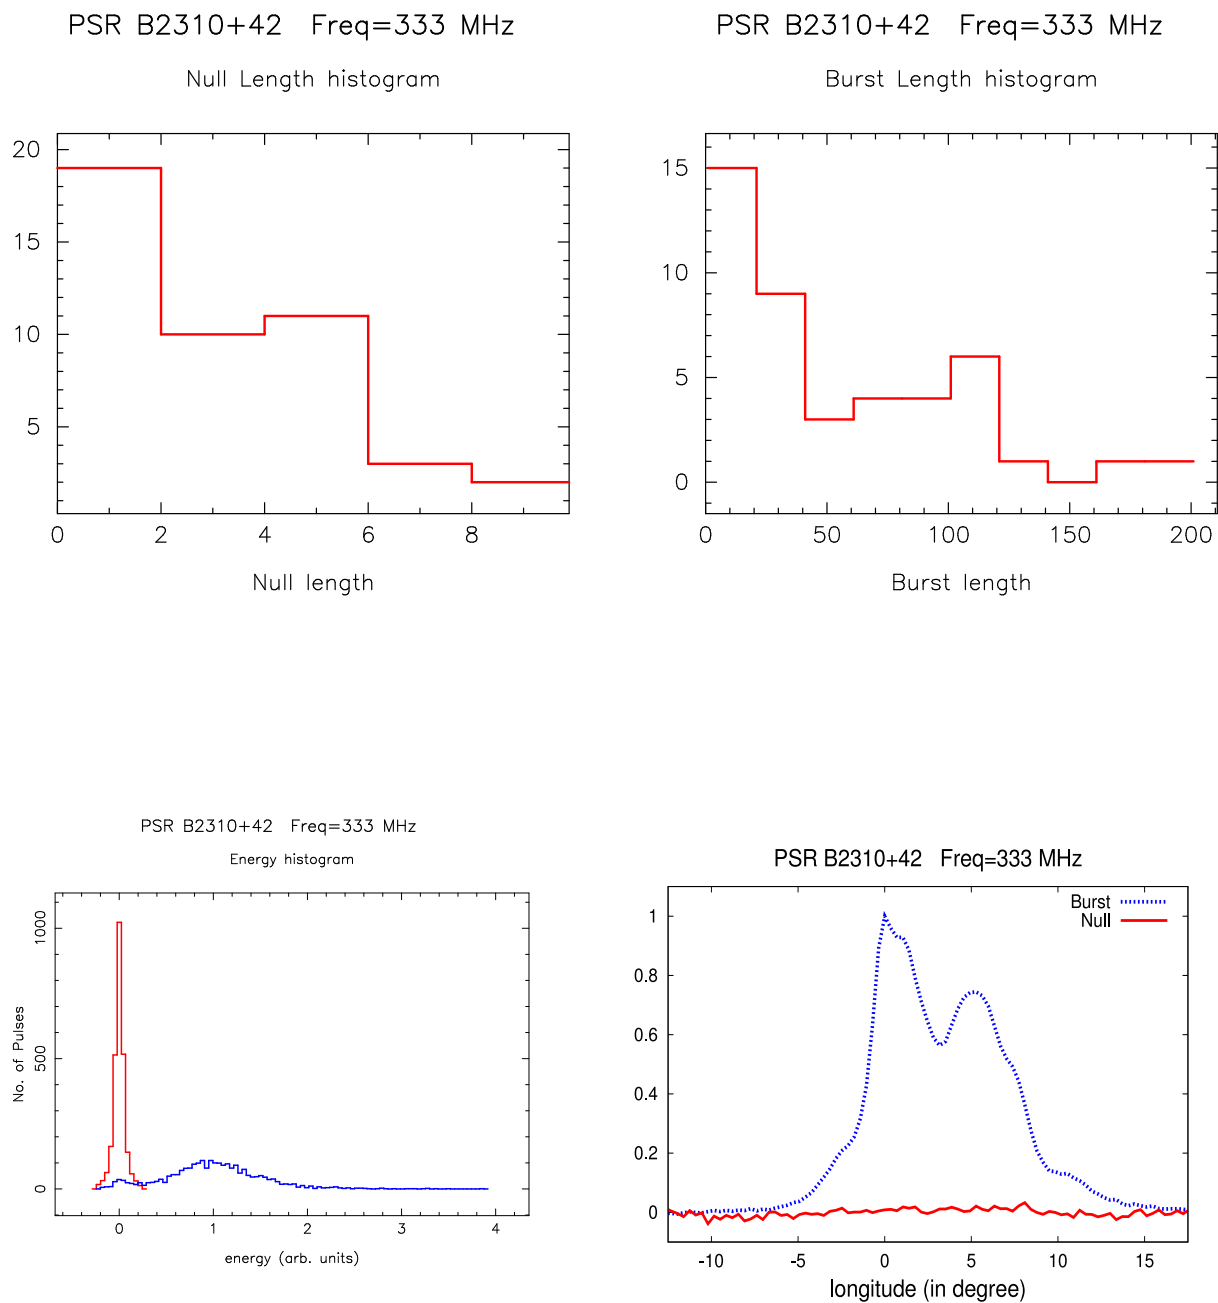 PSR B2310+42 Freq=333 MHz
Null Length histogram
20
15
10
5
0 2 4 6 8
Null length
PSR B2310+42 Freq=333 MHz
Burst Length histogram
15
10
5
0
0 50 100 150 200
Burst length
PSR B2310+42 Freq=333 MHz
Energy histogram
No. of Pulses
1000
500
0
0 1 2 3 4
energy (arb. units)
PSR B2310+42 Freq=333 MHz
Burst
Null
1
0.8
0.6
0.4
0.2
0
-10 -5 0 5 10 15
longitude (in degree)